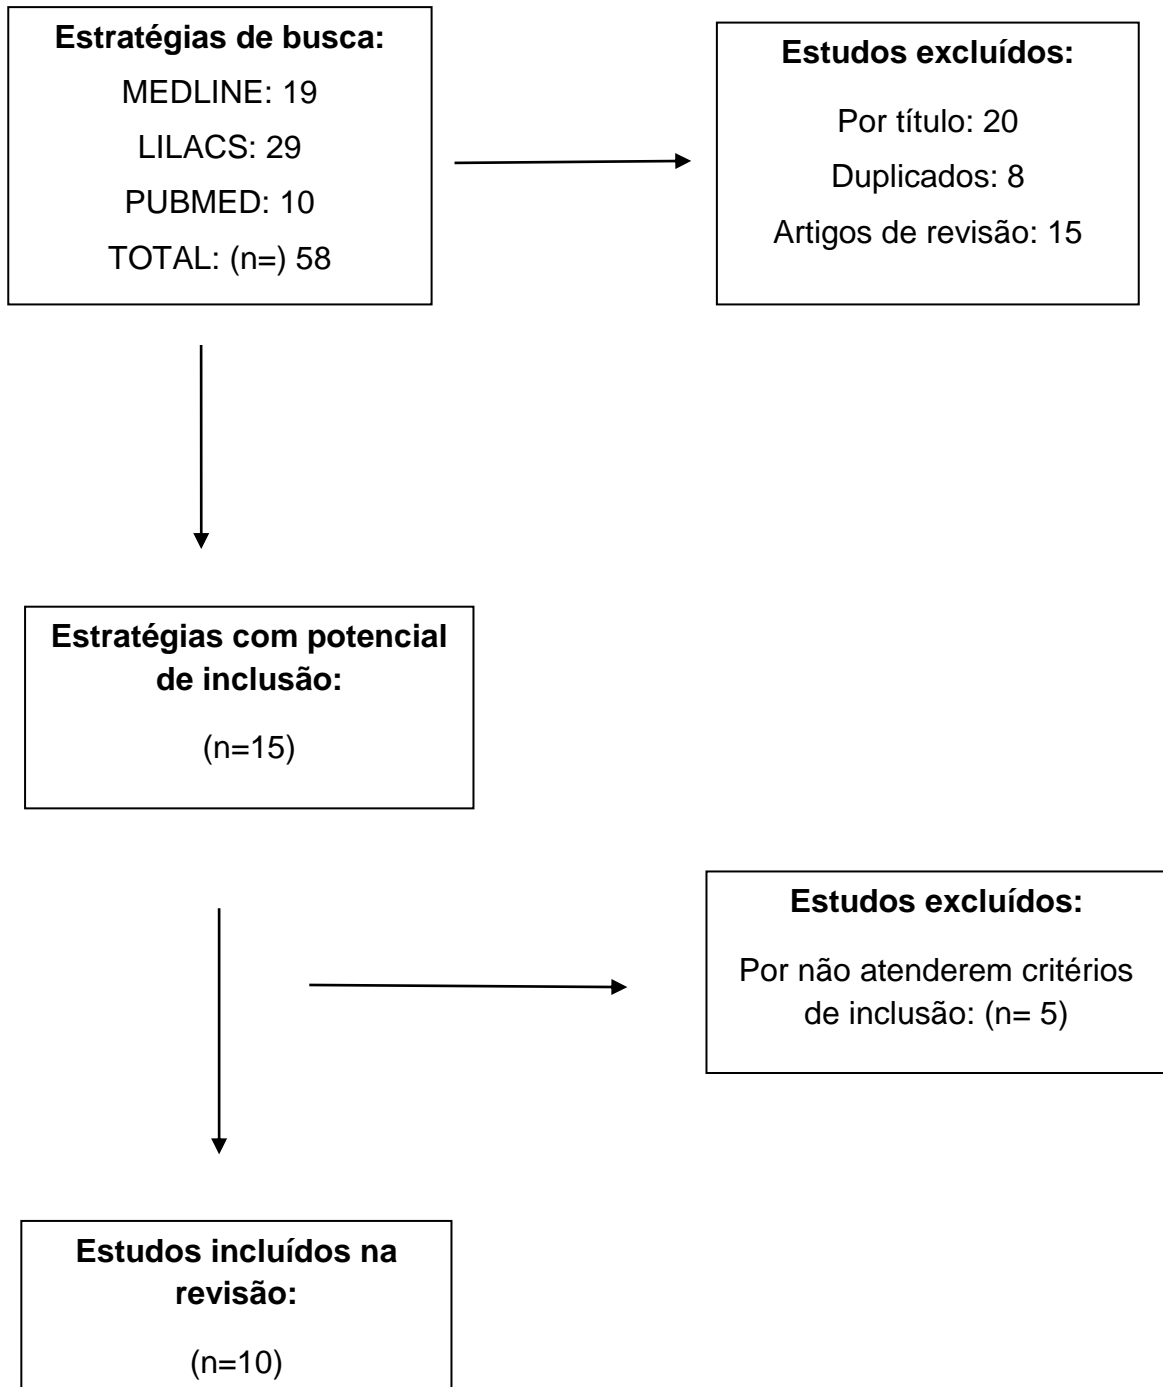 Estratégias de busca:
MEDLINE: 19
LILACS: 29
PUBMED: 10
TOTAL: (n=) 58
Estudos excluídos:
Por título: 20
Duplicados: 8
Artigos de revisão: 15
Estratégias com potencial
de inclusão:
(n=15)
Estudos excluídos:
Por não atenderem critérios
de inclusão: (n= 5)
Estudos incluídos na
revisão:
(n=10)